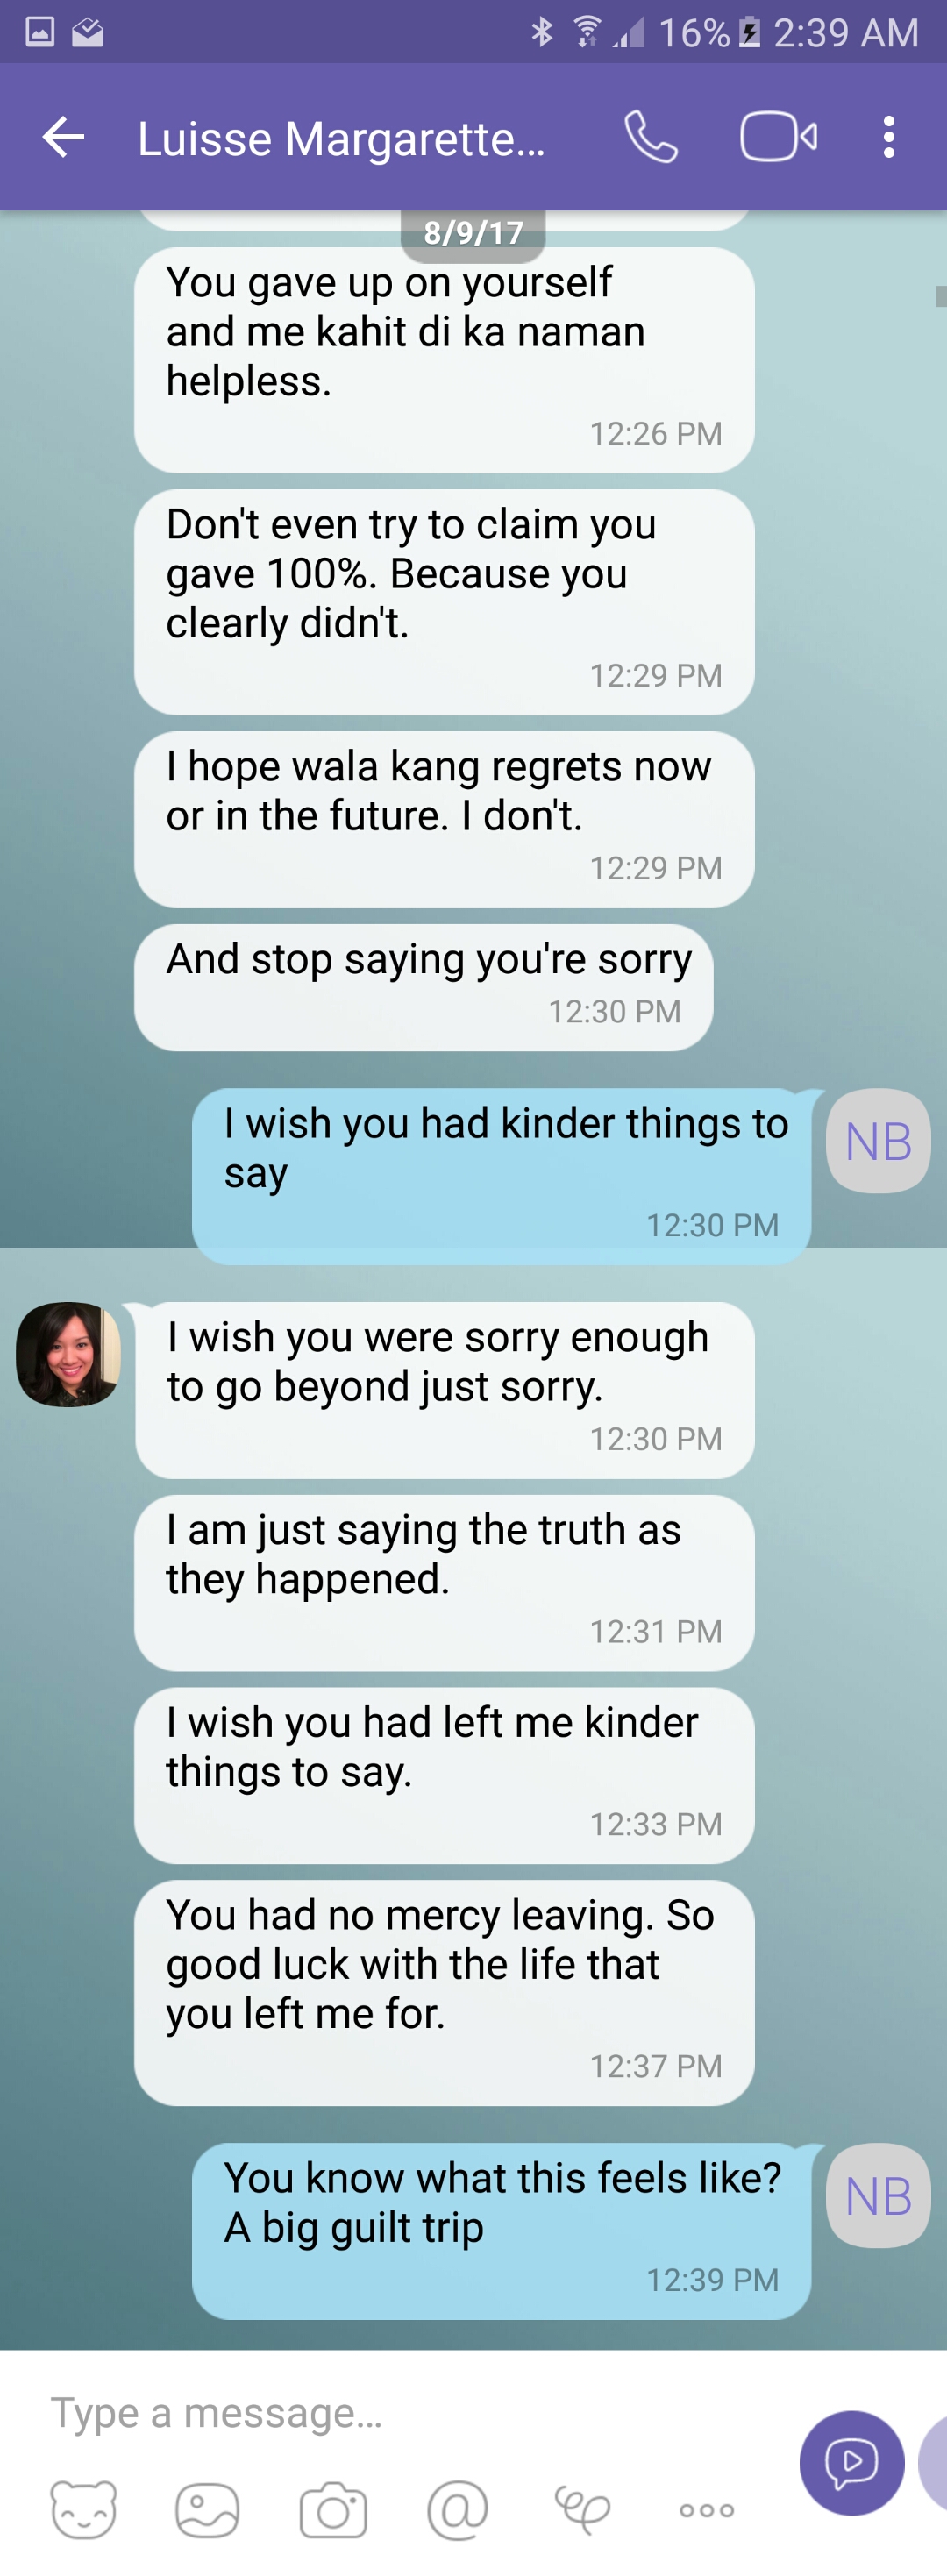 16% 2:39 AM
Luisse Margarette...
8/9/17
You gave up on yourself
and me kahit di ka naman
helpless.
12:26 PM
Don't even try to claim you
gave 100%. Because you
clearly didn't.
12:29 PM
I hope wala kang regrets now
or in the future. I don't.
12:29 PM
And stop saying you're sorry
12:30 PM
I wish you had kinder things to
say
12:30 PM
NB
I wish you were sorry enough
to go beyond just sorry.
12:30 PM
I am just saying the truth as
they happened.
12:31 PM
I wish you had left me kinder
things to say.
12:33 PM
You had no mercy leaving. So
good luck with the life that
you left me for.
12:37 PM
You know what this feels like?
A big guilt trip
12:39 PM
NB
Type a message...